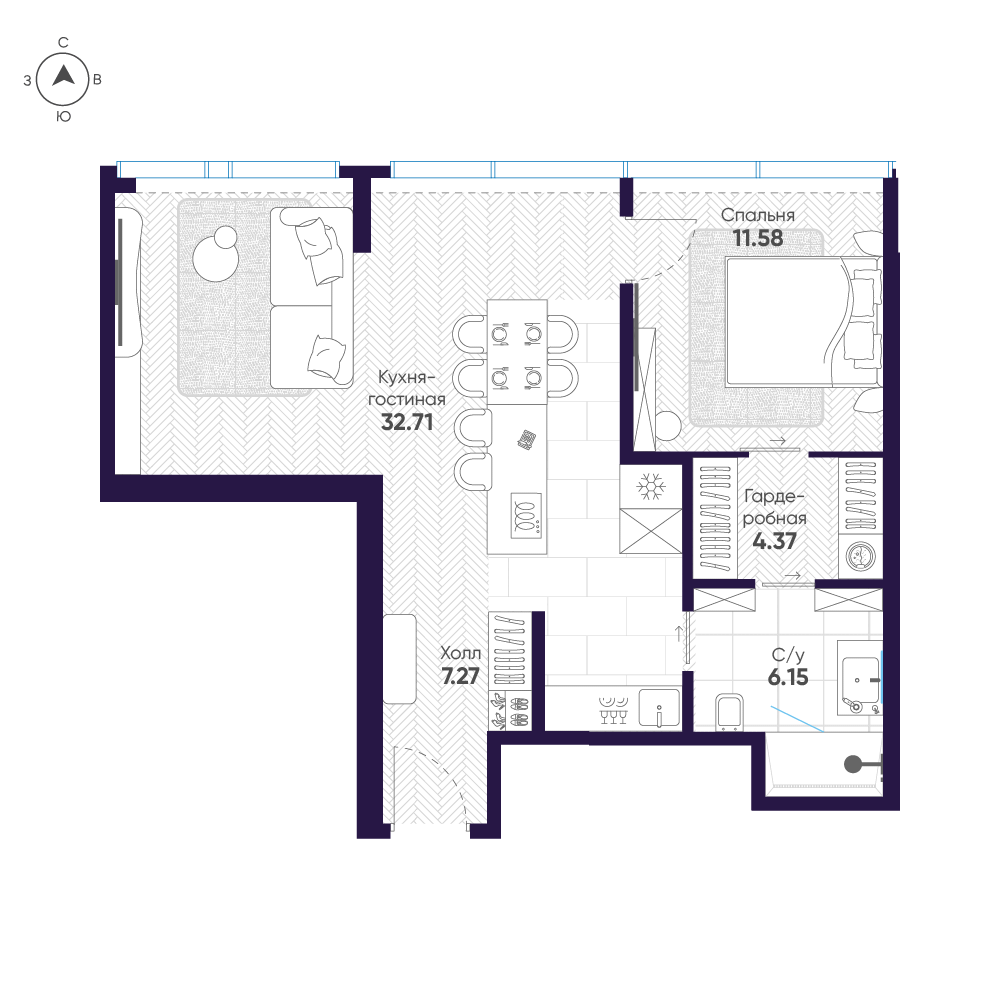 С
З
В
Ю
Спальня
11.58
Кухня-
гостиная
32.71
Гарде-
робная
4.37
Холл
7.27
С/у
6.15